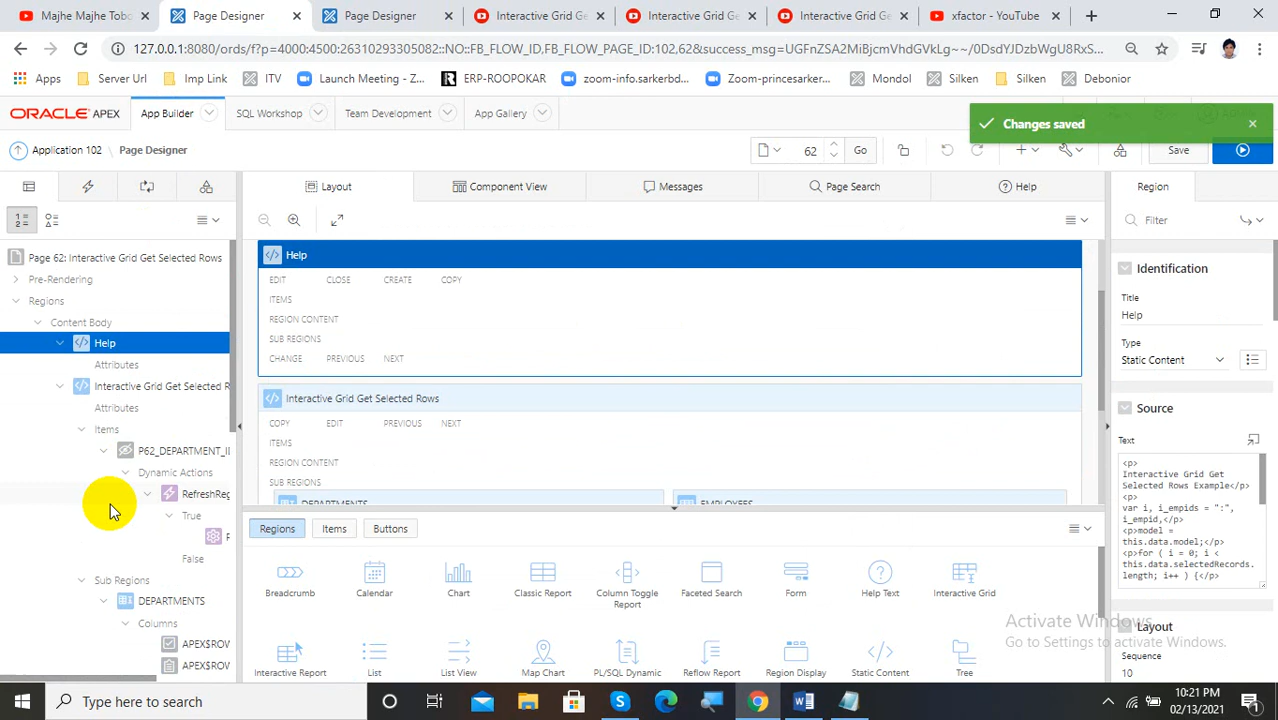 Majhe Majhe Tobo
Page Designer
Page Designer
Interactive Grid Ge
Interactive Grid Ge
Interactive Grid Ge
xfactor - YouTube
127.0.0.1:8080/ords/f?p=4000:4500:26310293305082::NO::FB_FLOW_ID,FB_FLOW_PAGE_ID:102,62&success_msg=UGFnZSA2MiBjcmVhdGVkLg~~/0DsdYJDzbWgU8RxS...
Apps
Server Url
Imp Link
ITV
Launch Meeting - Z...
ERP-ROOPOKAR
zoom-info.sarkerbd...
Zoom-princesarker...
Mondol
Silken
Silken
Debonior
ORACLE APEX
App Builder
SQL Workshop
Team Development
App Gallery
Changes saved
Application 102
Page Designer
62
Go
Save
Layout
Component View
Messages
Page Search
Help
Region
Filter
Page 62: Interactive Grid Get Selected Rows
Pre-Rendering
Regions
Content Body
Help
Attributes
Interactive Grid Get Selected R
Attributes
Items
P62_DEPARTMENT_I
Dynamic Actions
RefreshReg
True
False
Sub Regions
DEPARTMENTS
Columns
APEX$ROV
APEX$ROV
Help
EDIT CLOSE CREATE COPY
ITEMS
REGION CONTENT
SUB REGIONS
CHANGE PREVIOUS NEXT
Interactive Grid Get Selected Rows
COPY EDIT PREVIOUS NEXT
ITEMS
REGION CONTENT
SUB REGIONS
DEPARTMENTS
EMPLOYEES
Regions
Items
Buttons
Breadcrumb
Calendar
Chart
Classic Report
Column Toggle
Report
Faceted Search
Form
Help Text
Interactive Grid
Interactive Report
List
List View
Map Chart
PL/SQL Dynamic
Reflow Report
Region Display
Static Content
Tree
Identification
Title
Help
Type
Static Content
Source
Text
<p>
Interactive Grid Get
Selected Rows Example</p>
<p>
var i, i_empids = ":",
i_empid,</p>
<p>model =
this.data.model;</p>
<p>for ( i = 0; i <
this.data.selectedRecords.
length; i++ ) {</p>
Layout
Sequence
10
Activate Windows
Go to Settings to activate Windows.
Type here to search
10:21 PM
02/13/2021